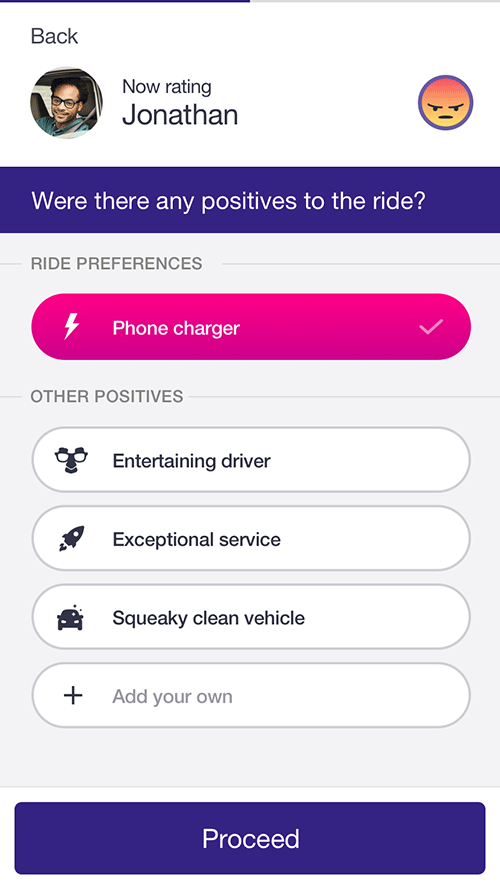 Back
Now rating
Jonathan
Were there any positives to the ride?
RIDE PREFERENCES
Phone charger
OTHER POSITIVES
Entertaining driver
Exceptional service
Squeaky clean vehicle
Add your own
Proceed